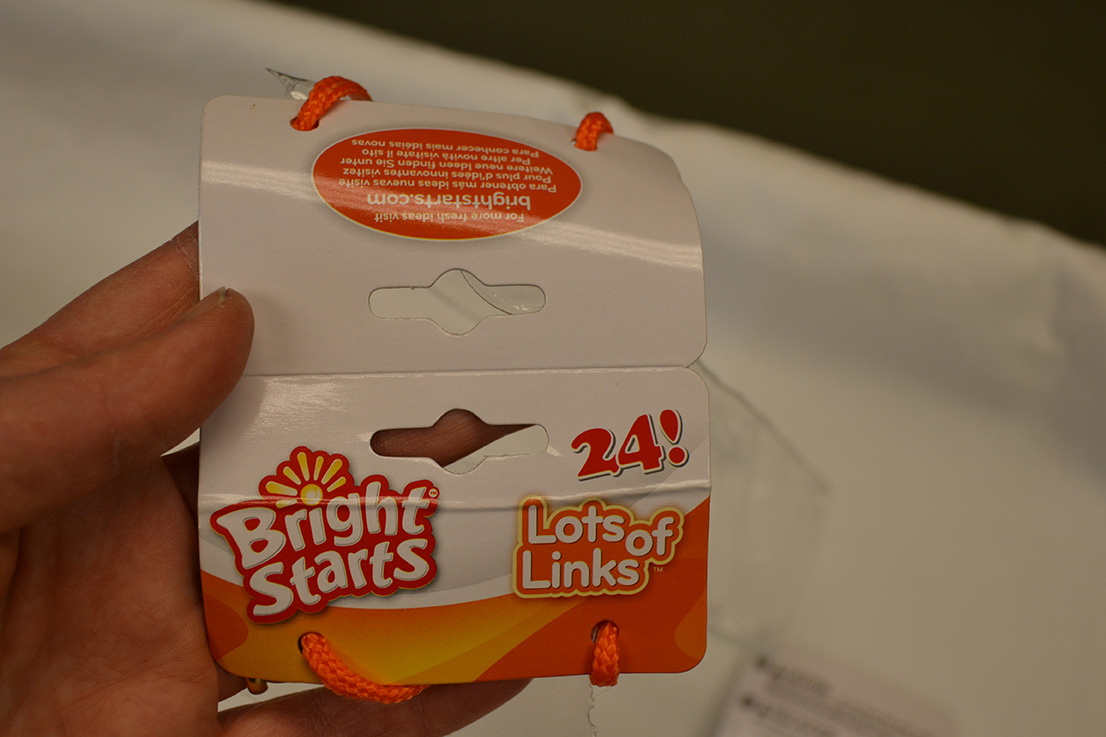 For more fresh ideas visit
brightstarts.com
Para obtener más ideas nuevas visite
Pour plus d'idées innovantes visitez
Weitere neue Ideen finden Sie unter
Per altre novità visitate il sito
Para conhecer mais idéias novas
24!
Bright
Starts®
Lots of
Links™